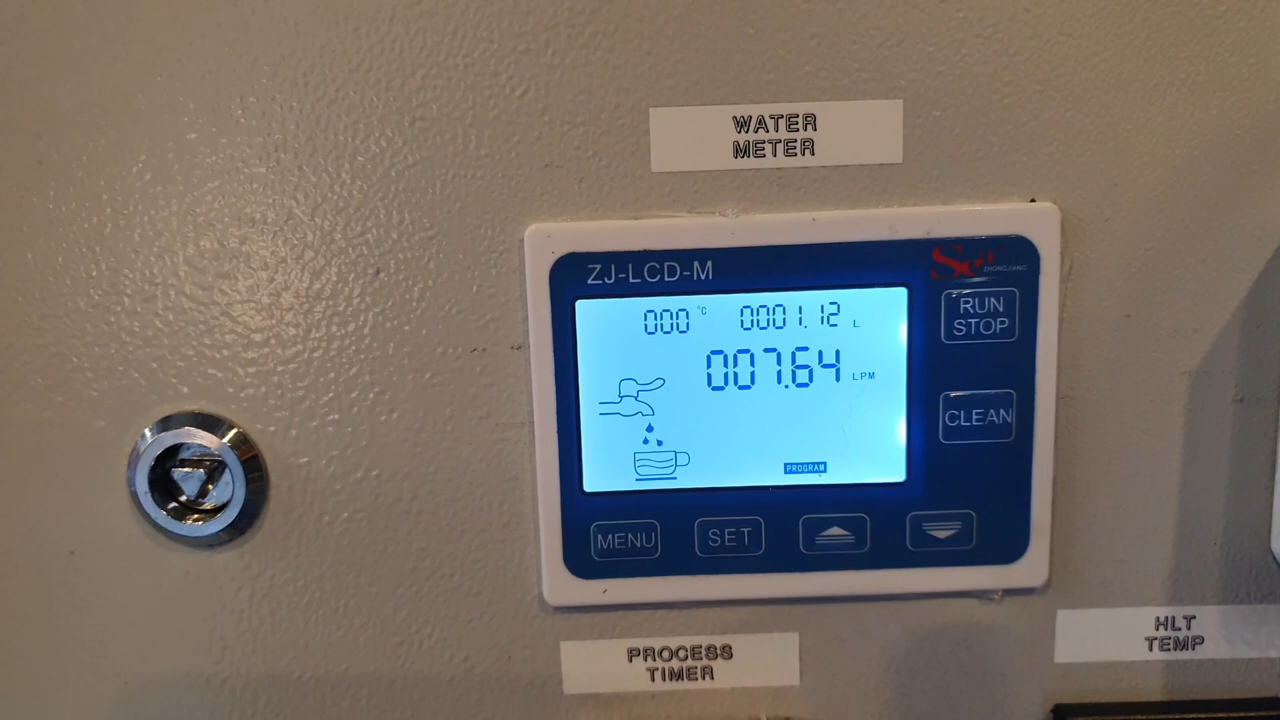 WATER
METER
ZJ-LCD-M
ZHONGJIANG
000 °C 0001.12 L
007.64 LPM
PROGRAM
RUN
STOP
CLEAN
MENU
SET
PROCESS
TIMER
HLT
TEMP